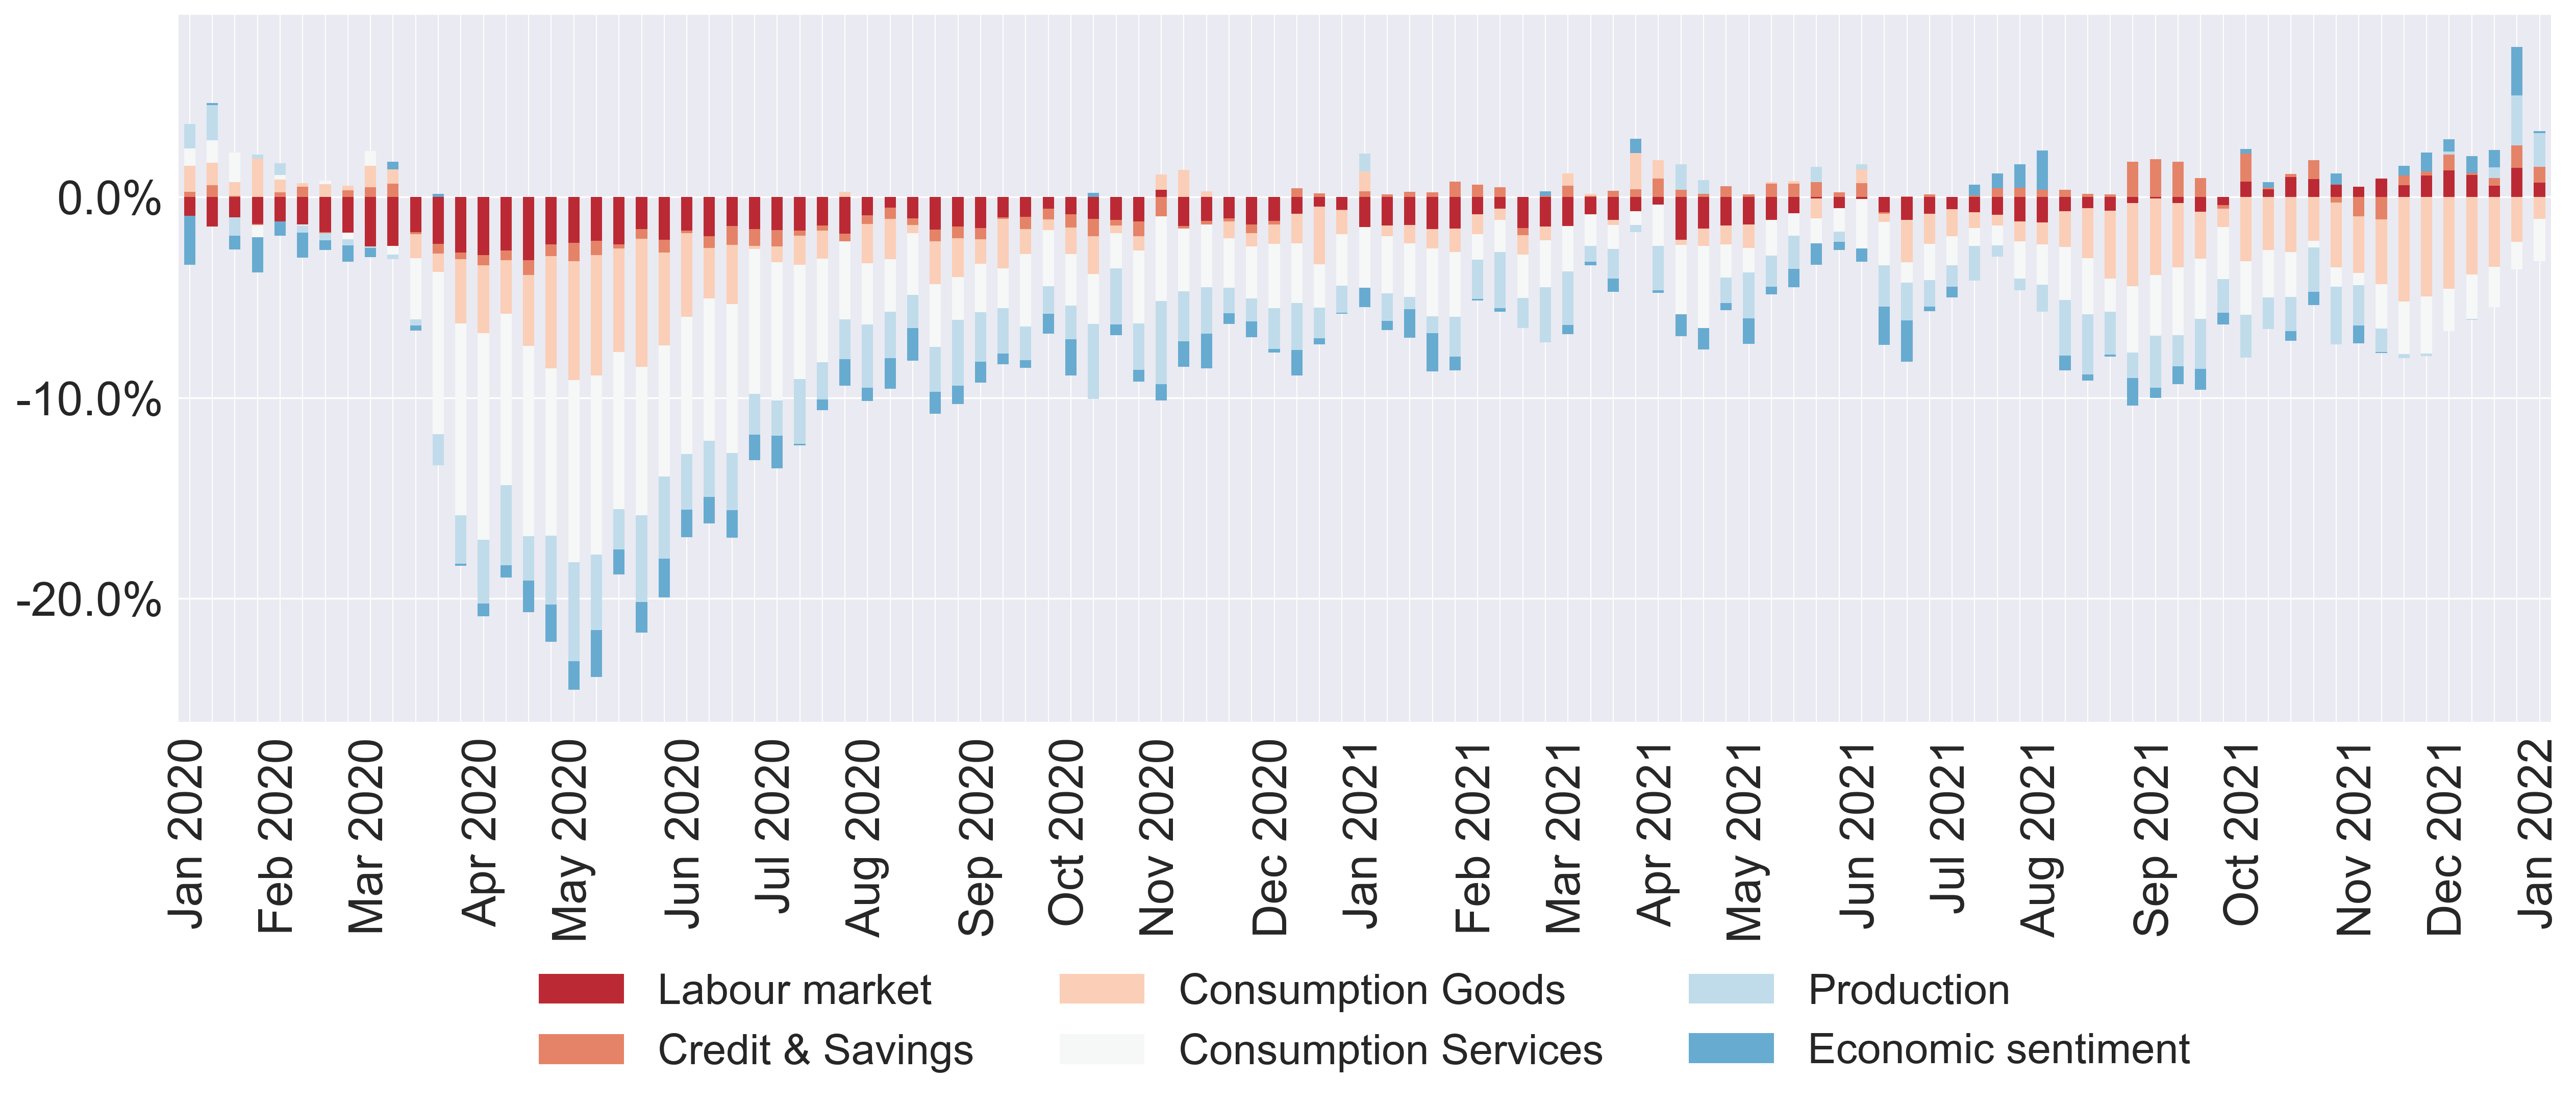 0.0%
-10.0%
-20.0%
Jan 2020
Feb 2020
Mar 2020
Apr 2020
May 2020
Jun 2020
Jul 2020
Aug 2020
Sep 2020
Oct 2020
Nov 2020
Dec 2020
Jan 2021
Feb 2021
Mar 2021
Apr 2021
May 2021
Jun 2021
Jul 2021
Aug 2021
Sep 2021
Oct 2021
Nov 2021
Dec 2021
Jan 2022
Labour market
Consumption Goods
Production
Credit & Savings
Consumption Services
Economic sentiment